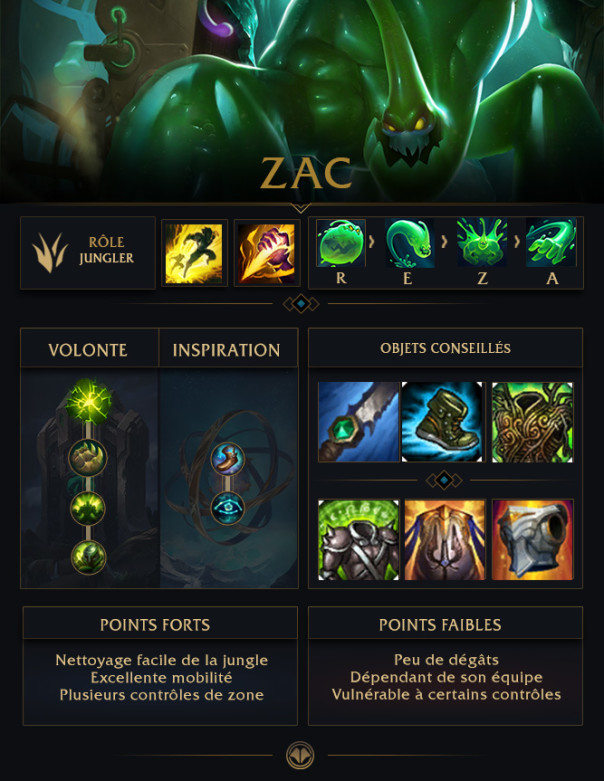 ZAC
RÔLE
JUNGLER
R E Z A
VOLONTE
INSPIRATION
OBJETS CONSEILLÉS
POINTS FORTS
Nettoyage facile de la jungle
Excellente mobilité
Plusieurs contrôles de zone
POINTS FAIBLES
Peu de dégâts
Dépendant de son équipe
Vulnérable à certains contrôles